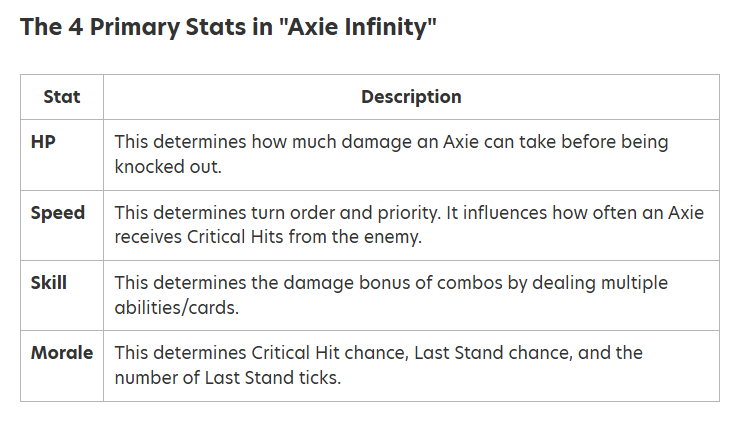 The 4 Primary Stats in "Axie Infinity"
Stat Description
HP This determines how much damage an Axie can take before being
knocked out.
Speed This determines turn order and priority. It influences how often an Axie
receives Critical Hits from the enemy.
Skill This determines the damage bonus of combos by dealing multiple
abilities/cards.
Morale This determines Critical Hit chance, Last Stand chance, and the
number of Last Stand ticks.